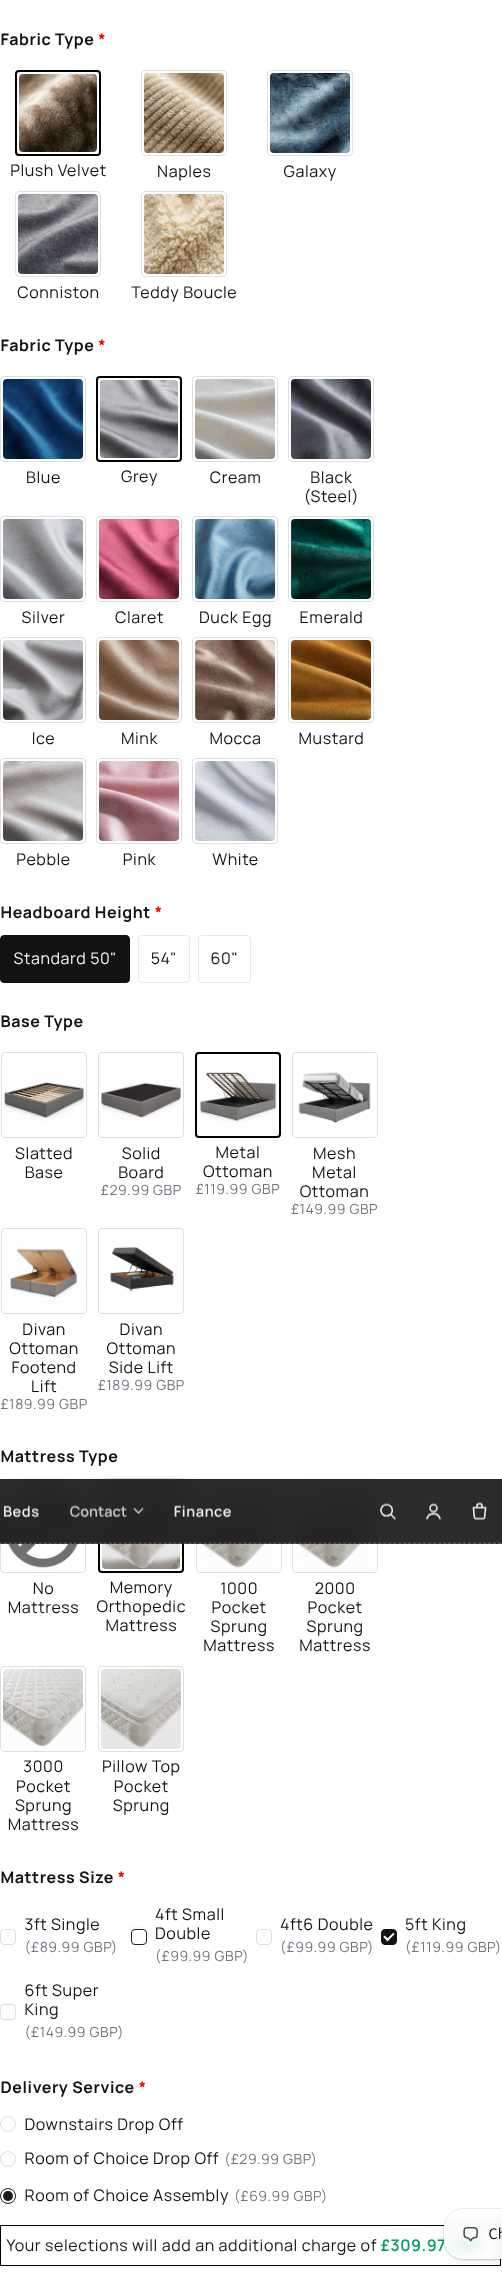 Fabric Type *
Plush Velvet
Naples
Galaxy
Conniston
Teddy Boucle
Fabric Type *
Blue
Grey
Cream
Black
(Steel)
Silver
Claret
Duck Egg
Emerald
Ice
Mink
Mocca
Mustard
Pebble
Pink
White
Headboard Height *
Standard 50"
54"
60"
Base Type
Slatted
Base
Solid
Board
£29.99 GBP
Metal
Ottoman
£119.99 GBP
Mesh
Metal
Ottoman
£149.99 GBP
Divan
Ottoman
Footend
Lift
£189.99 GBP
Divan
Ottoman
Side Lift
£189.99 GBP
Mattress Type
Beds
Contact
Finance
No
Mattress
Memory
Orthopedic
Mattress
1000
Pocket
Sprung
Mattress
2000
Pocket
Sprung
Mattress
3000
Pocket
Sprung
Mattress
Pillow Top
Pocket
Sprung
Mattress Size *
3ft Single
(£89.99 GBP)
4ft Small
Double
(£99.99 GBP)
4ft6 Double
(£99.99 GBP)
5ft King
(£119.99 GBP)
6ft Super
King
(£149.99 GBP)
Delivery Service *
Downstairs Drop Off
Room of Choice Drop Off (£29.99 GBP)
Room of Choice Assembly (£69.99 GBP)
Your selections will add an additional charge of £309.97